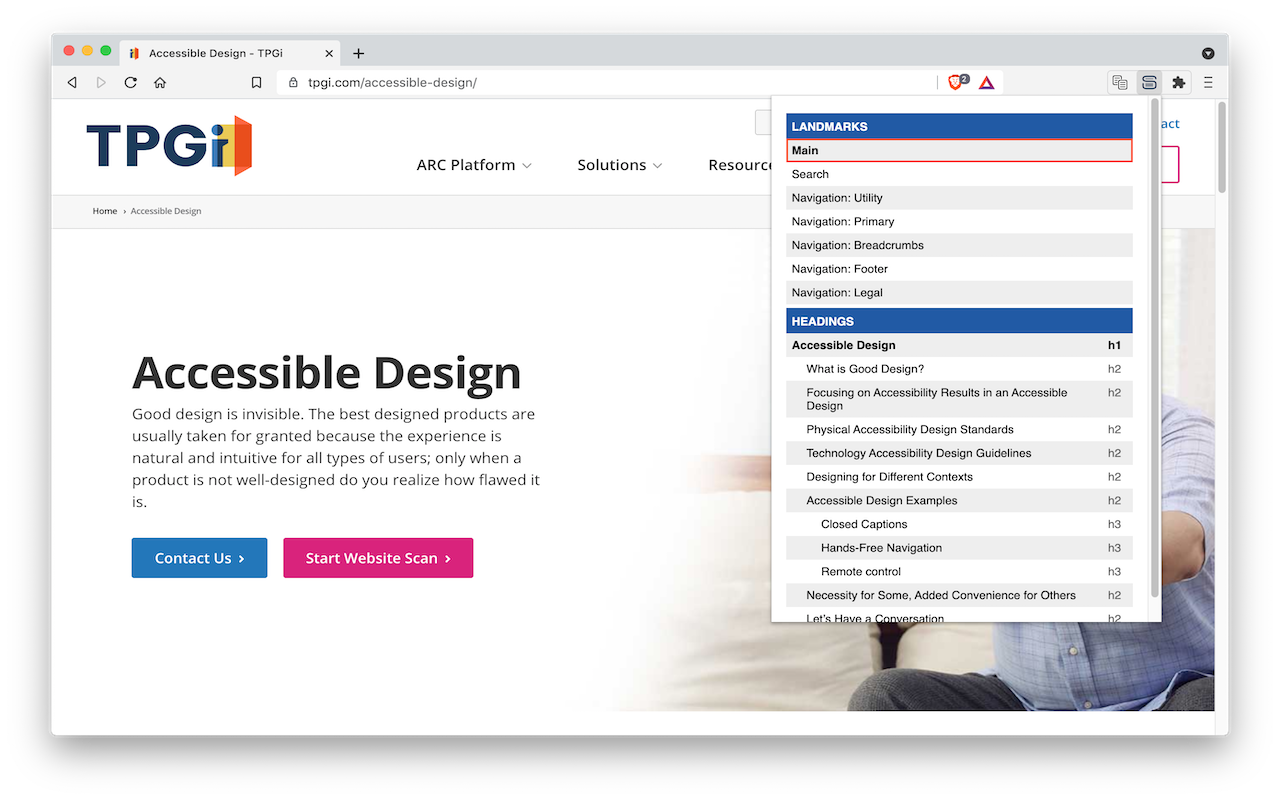 Accessible Design - TPGi
tpgi.com/accessible-design/
2
TPGi
ARC Platform
Solutions
Home › Accessible Design
Accessible Design
Good design is invisible. The best designed products are
usually taken for granted because the experience is
natural and intuitive for all types of users; only when a
product is not well-designed do you realize how flawed it
is.
Contact Us ›
Start Website Scan ›
LANDMARKS
Main
Search
Navigation: Utility
Navigation: Primary
Navigation: Breadcrumbs
Navigation: Footer
Navigation: Legal
HEADINGS
Accessible Design h1
What is Good Design? h2
Focusing on Accessibility Results in an Accessible h2
Design
Physical Accessibility Design Standards h2
Technology Accessibility Design Guidelines h2
Designing for Different Contexts h2
Accessible Design Examples h2
Closed Captions h3
Hands-Free Navigation h3
Remote control h3
Necessity for Some, Added Convenience for Others h2
Let's Have a Conversation h2